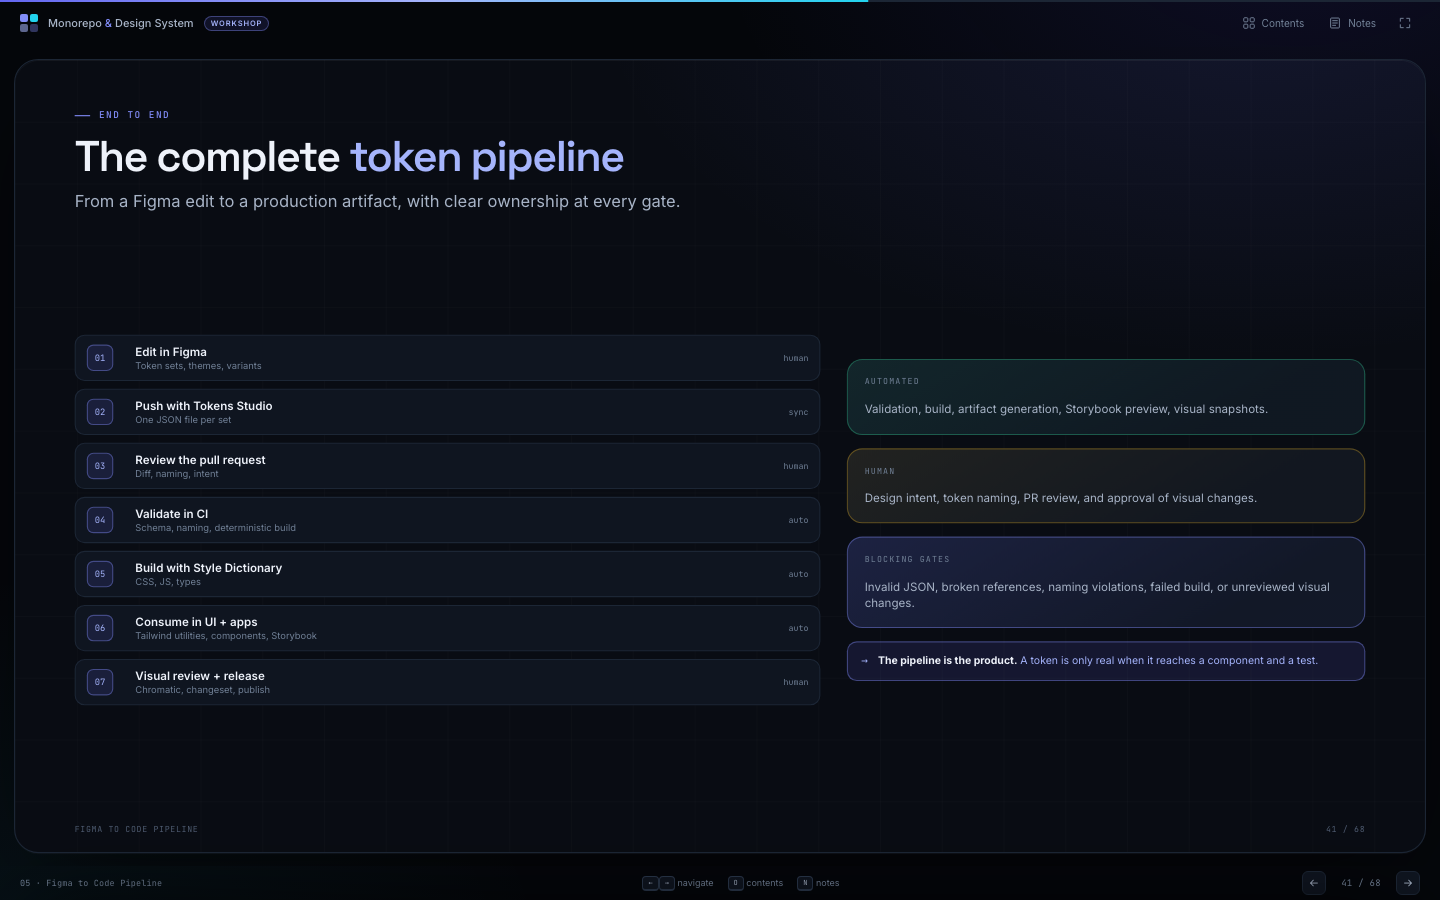 Monorepo & Design System WORKSHOP
Contents Notes
END TO END
The complete token pipeline
From a Figma edit to a production artifact, with clear ownership at every gate.
01 Edit in Figma human
Token sets, themes, variants
02 Push with Tokens Studio sync
One JSON file per set
03 Review the pull request human
Diff, naming, intent
04 Validate in CI auto
Schema, naming, deterministic build
05 Build with Style Dictionary auto
CSS, JS, types
06 Consume in UI + apps auto
Tailwind utilities, components, Storybook
07 Visual review + release human
Chromatic, changeset, publish
AUTOMATED
Validation, build, artifact generation, Storybook preview, visual snapshots.
HUMAN
Design intent, token naming, PR review, and approval of visual changes.
BLOCKING GATES
Invalid JSON, broken references, naming violations, failed build, or unreviewed visual
changes.
→ The pipeline is the product. A token is only real when it reaches a component and a test.
FIGMA TO CODE PIPELINE 41 / 68
05 · Figma to Code Pipeline ← → navigate O contents N notes ← 41 / 68 →